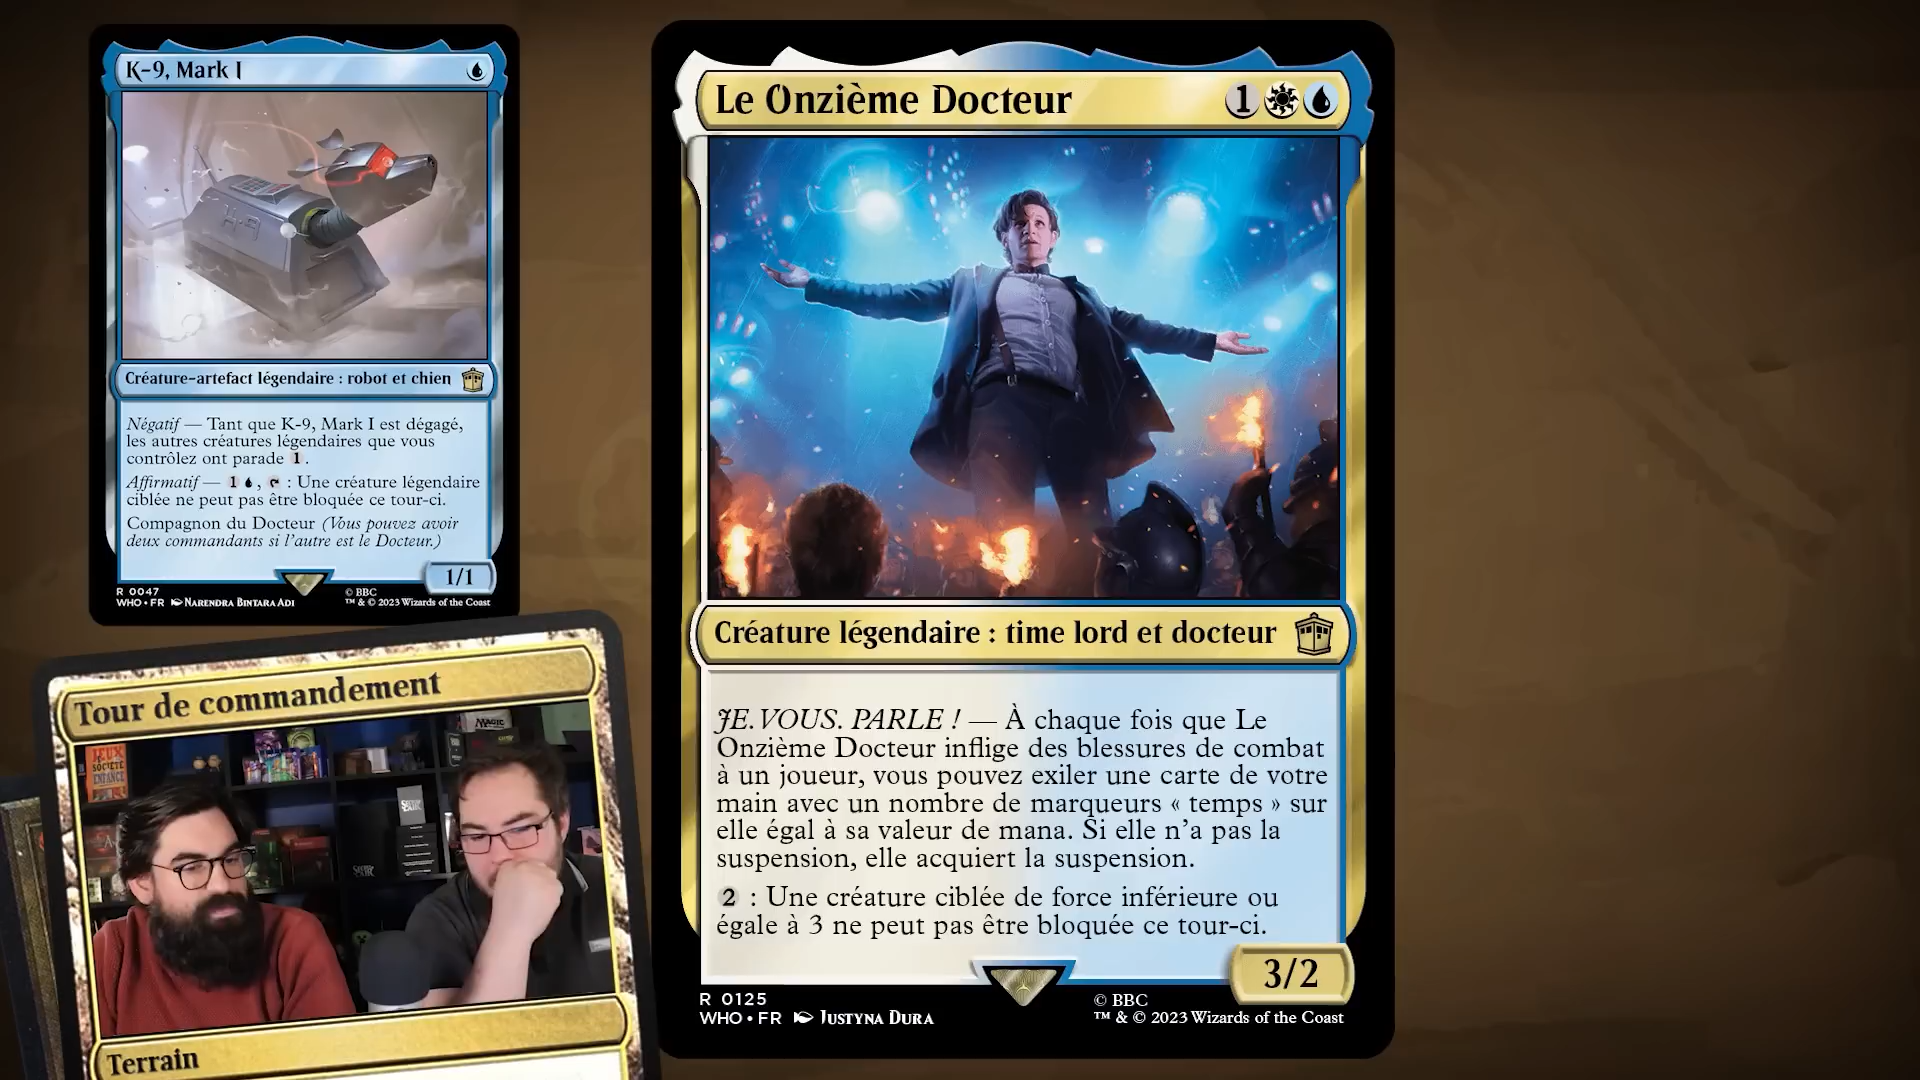 K-9, Mark I
Créature-artefact légendaire : robot et chien
Négatif — Tant que K-9, Mark I est dégagé,
les autres créatures légendaires que vous
contrôlez ont parade 1.
Affirmatif — 1, : Une créature légendaire
ciblée ne peut pas être bloquée ce tour-ci.
Compagnon du Docteur (Vous pouvez avoir
deux commandants si l'autre est le Docteur.)
1/1
R 0047
WHO • FR NARENDRA BINTARA ADI
© BBC
™ & © 2023 Wizards of the Coast
Tour de commandement
MAGIC
JEUX
SOCIÉTÉ
ENFANCE
Terrain
Le Onzième Docteur
1
Créature légendaire : time lord et docteur
JE. VOUS. PARLE ! — À chaque fois que Le
Onzième Docteur inflige des blessures de combat
à un joueur, vous pouvez exiler une carte de votre
main avec un nombre de marqueurs « temps » sur
elle égal à sa valeur de mana. Si elle n'a pas la
suspension, elle acquiert la suspension.
2 : Une créature ciblée de force inférieure ou
égale à 3 ne peut pas être bloquée ce tour-ci.
3/2
R 0125
WHO • FR JUSTYNA DURA
© BBC
™ & © 2023 Wizards of the Coast